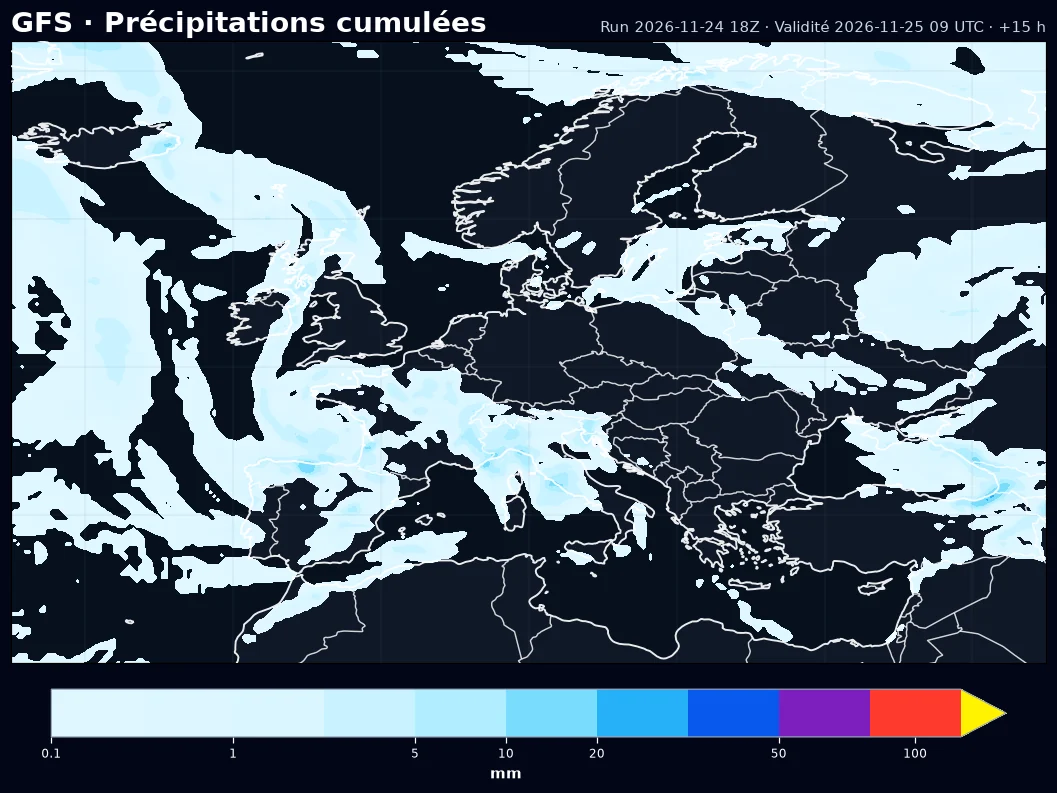 GFS · Précipitations cumulées
Run 2026-11-24 18Z · Validité 2026-11-25 09 UTC · +15 h
0.1 1 5 10 20 50 100
mm